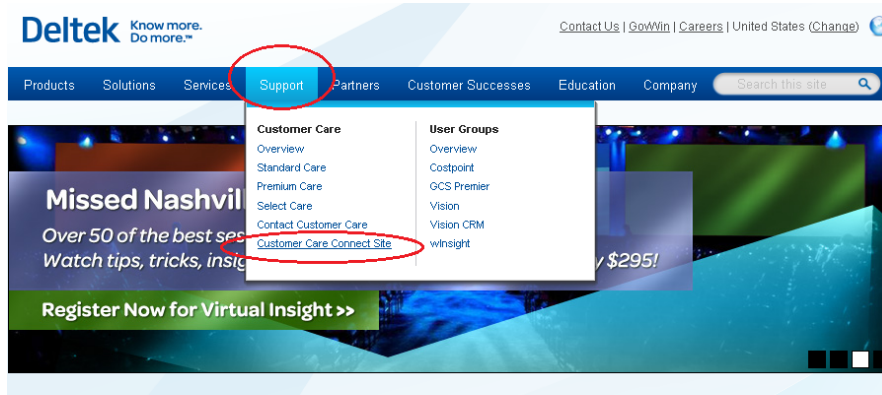 Deltek Know more.
Do more.™
Contact Us | GovWin | Careers | United States (Change)
Products Solutions Services Support Partners Customer Successes Education Company Search this site
Customer Care
Overview
Standard Care
Premium Care
Select Care
Contact Customer Care
Customer Care Connect Site
User Groups
Overview
Costpoint
GCS Premier
Vision
Vision CRM
wInsight
Missed Nashvil
Over 50 of the best ses
Watch tips, tricks, insig y $295!
Register Now for Virtual Insight >>